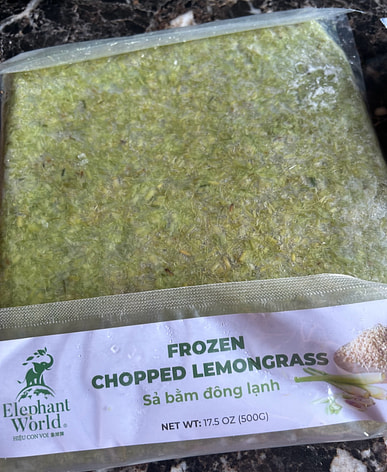 FROZEN
CHOPPED LEMONGRASS
Sả bằm đông lạnh
NET WT: 17.5 OZ (500G)
Elephant
World®
HIỆU CON VOI